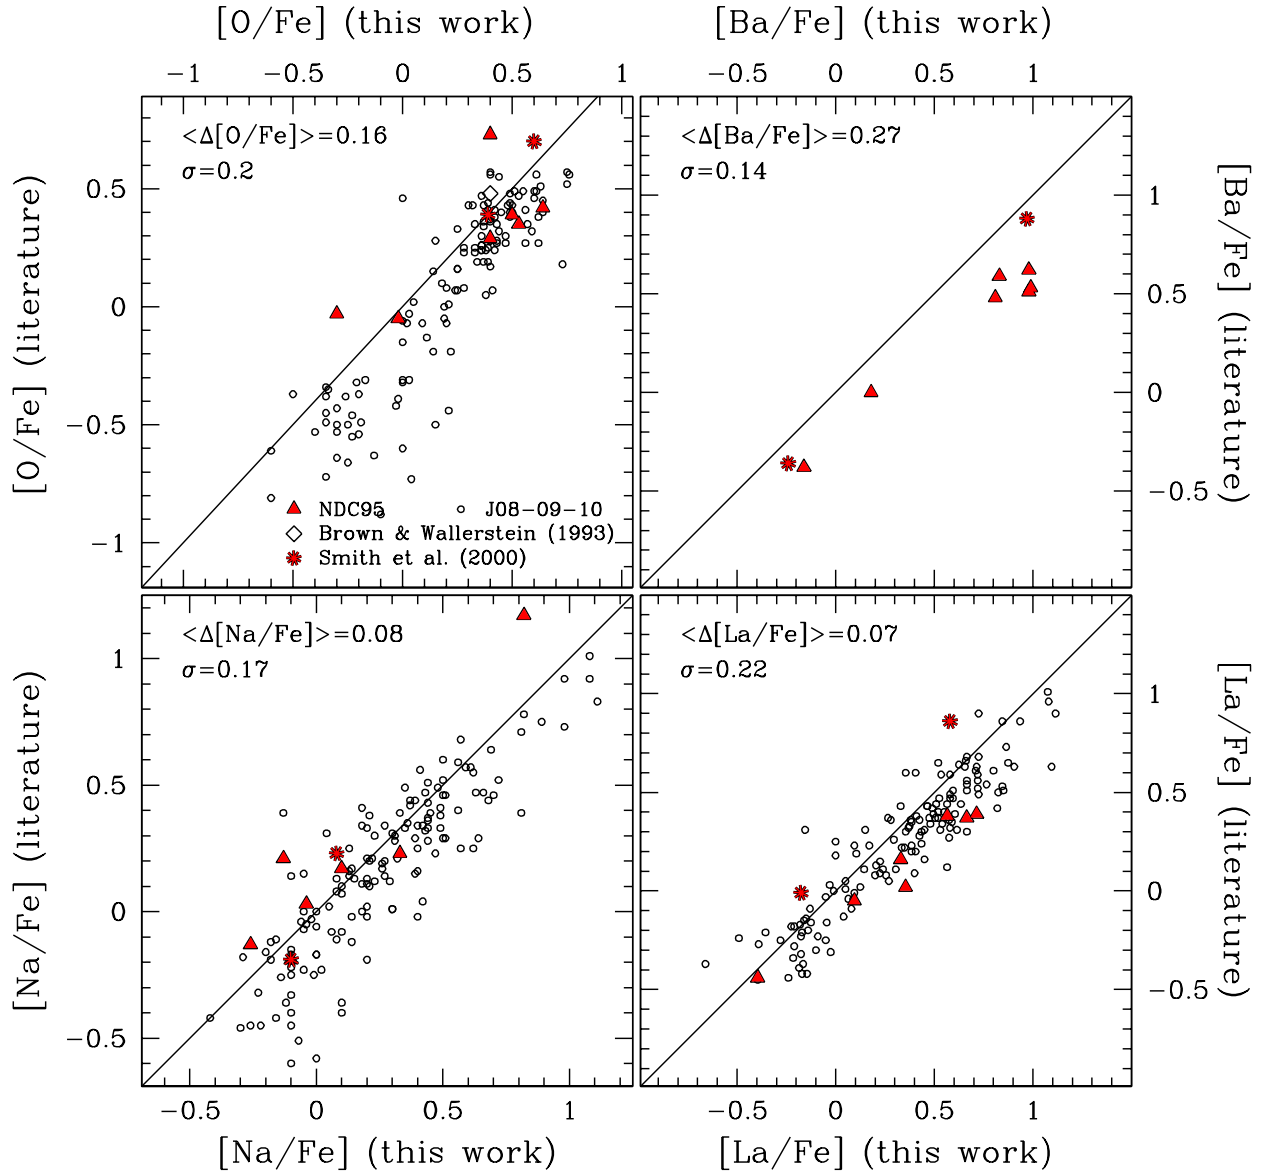 [O/Fe] (this work)
[Ba/Fe] (this work)
−1 −0.5 0 0.5 1
−0.5 0 0.5 1
<Δ[O/Fe]>=0.16
σ=0.2
0.5
0
−0.5
−1
[O/Fe] (literature)
NDC95
J08−09−10
Brown & Wallerstein (1993)
Smith et al. (2000)
<Δ[Ba/Fe]>=0.27
σ=0.14
1
0.5
0
−0.5
[Ba/Fe] (literature)
<Δ[Na/Fe]>=0.08
σ=0.17
1
0.5
0
−0.5
[Na/Fe] (literature)
<Δ[La/Fe]>=0.07
σ=0.22
1
0.5
0
−0.5
[La/Fe] (literature)
−0.5 0 0.5 1
−0.5 0 0.5 1
[Na/Fe] (this work)
[La/Fe] (this work)